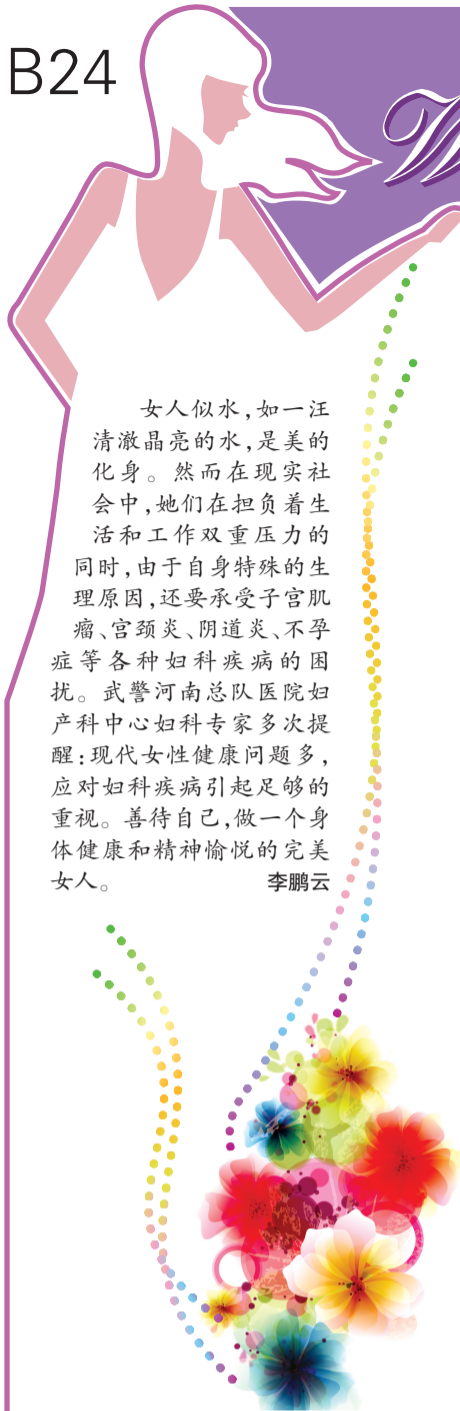 B24
W
女人似水,如一汪
清澈晶亮的水,是美的
化身。然而在现实社
会中,她们在担负着生
活和工作双重压力的
同时,由于自身特殊的生
理原因,还要承受子宫肌
瘤、宫颈炎、阴道炎、不孕
症等各种妇科疾病的困
扰。武警河南总队医院妇
产科中心妇科专家多次提
醒:现代女性健康问题多,
应对妇科疾病引起足够的
重视。善待自己,做一个身
体健康和精神愉悦的完美
女人。 李鹏云